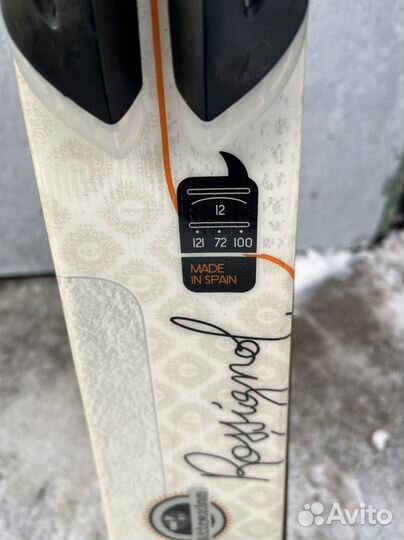 12
121 72 100
MADE
IN SPAIN
Rossignol
Avito